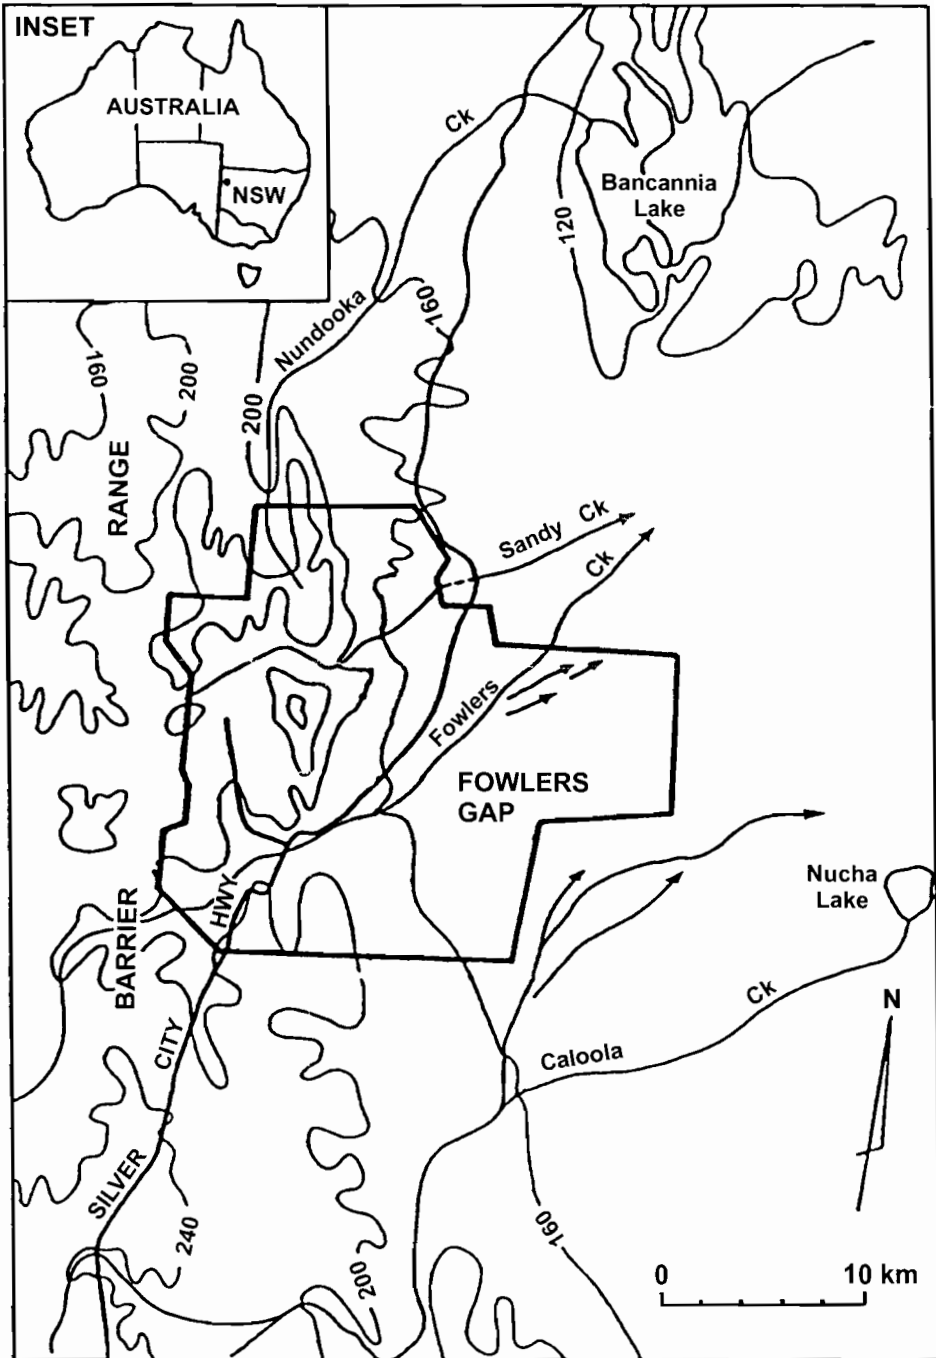 INSET
AUSTRALIA
NSW
Ck
Bancannia
Lake
120
Nundooka
160
160
200
200
RANGE
Sandy Ck
Ck
Fowlers
FOWLERS
GAP
HWY
Nucha
Lake
BARRIER
Ck
N
CITY
Caloola
SILVER
240
160
200
0 10 km